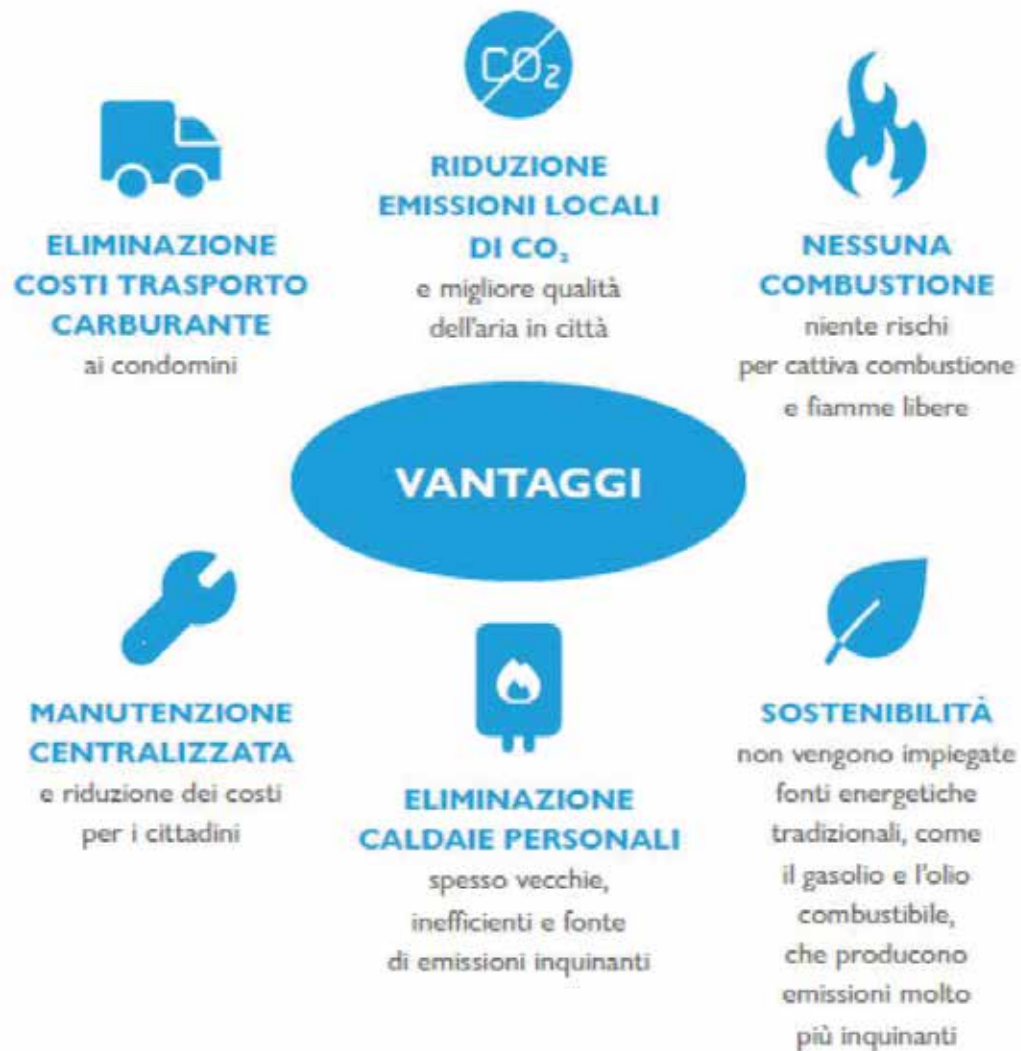 CO₂
RIDUZIONE
EMISSIONI LOCALI
DI CO₂
e migliore qualità
dell'aria in città
ELIMINAZIONE
COSTI TRASPORTO
CARBURANTE
ai condomini
NESSUNA
COMBUSTIONE
niente rischi
per cattiva combustione
e fiamme libere
VANTAGGI
MANUTENZIONE
CENTRALIZZATA
e riduzione dei costi
per i cittadini
ELIMINAZIONE
CALDAIE PERSONALI
spesso vecchie,
inefficienti e fonte
di emissioni inquinanti
SOSTENIBILITÀ
non vengono impiegate
fonti energetiche
tradizionali, come
il gasolio e l'olio
combustibile,
che producono
emissioni molto
più inquinanti